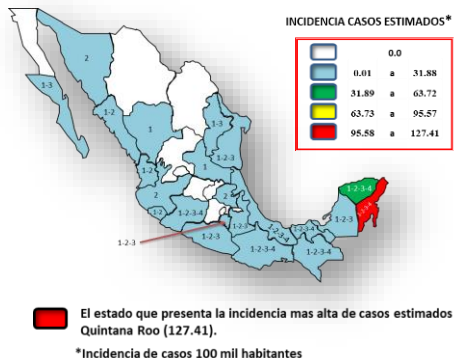 INCIDENCIA CASOS ESTIMADOS*
0.0
0.01 a 31.88
31.89 a 63.72
63.73 a 95.57
95.58 a 127.41
2
1-3
1-2
1
1-3
1-2-3
1
1-2
2
2
1-2
1-2-3-4
1-2-3
1-2-3
1-2-3
1-2-3-4
1-2-3-4
1-2-3-4
1-2-3
1-2-3-4
1-2-3-4
El estado que presenta la incidencia mas alta de casos estimados
Quintana Roo (127.41).
*Incidencia de casos 100 mil habitantes